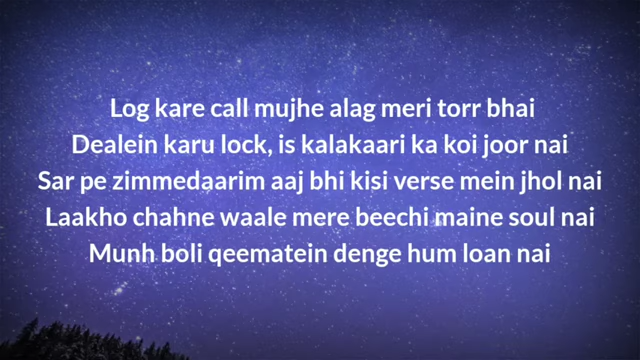 Log kare call mujhe alag meri torr bhai
Dealein karu lock, is kalakaari ka koi joor nai
Sar pe zimmedaarim aaj bhi kisi verse mein jhol nai
Laakho chahne waale mere beechi maine soul nai
Munh boli qeematein denge hum loan nai